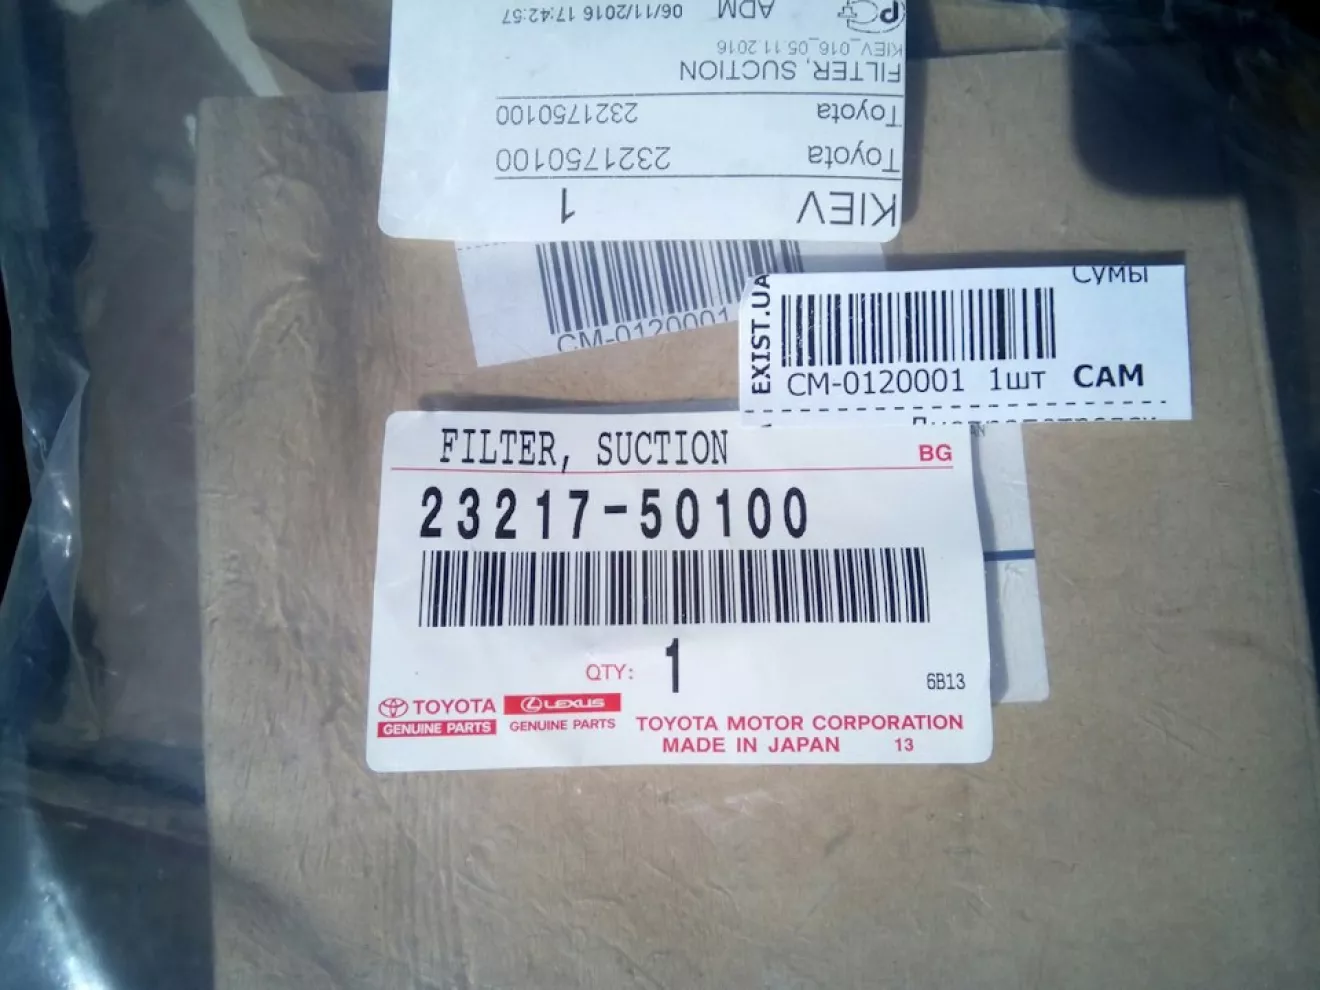 KIEV 1
Toyota 2321750100
Toyota 2321750100
FILTER, SUCTION
KIEV_016_05.11.2016
ADM 06/11/2016 17:42:57
CM-0120001
Сумы
EXIST.UA
CM-0120001 1шт CAM
FILTER, SUCTION
BG
23217-50100
QTY: 1
6B13
TOYOTA
GENUINE PARTS
LEXUS
GENUINE PARTS
TOYOTA MOTOR CORPORATION
MADE IN JAPAN 13